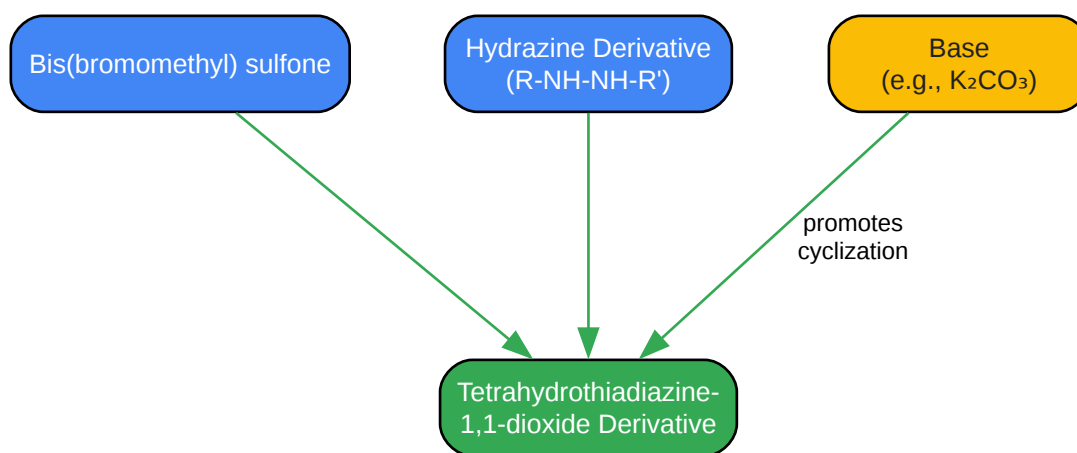 Bis(bromomethyl) sulfone
Hydrazine Derivative
(R-NH-NH-R')
Base
(e.g., K₂CO₃)
promotes
cyclization
Tetrahydrothiadiazine-
1,1-dioxide Derivative